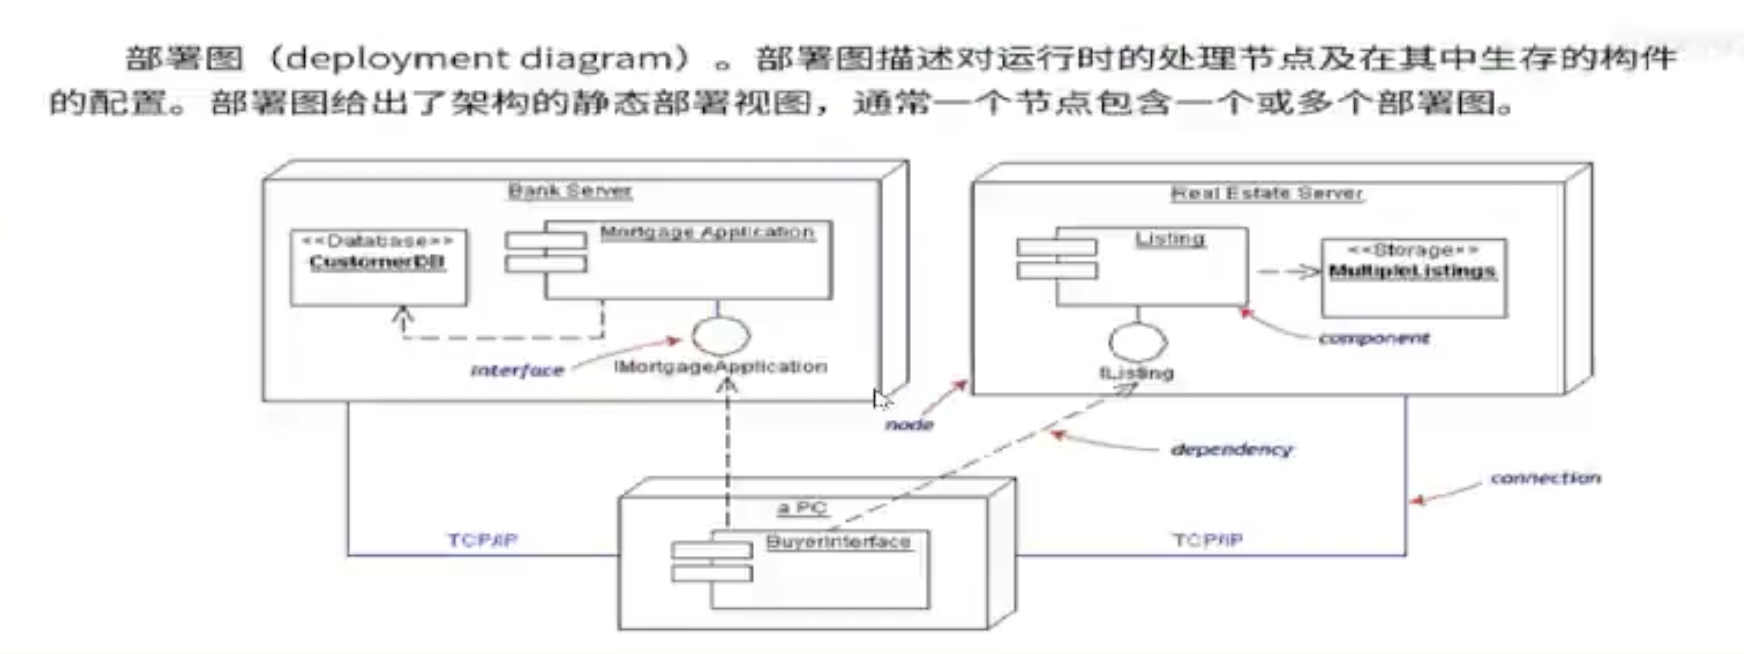 部署图（deployment diagram）。部署图描述对运行时的处理节点及在其中生存的构件
的配置。部署图给出了架构的静态部署视图，通常一个节点包含一个或多个部署图。
Bank Server
<<Database>>
CustomerDB
Mortgage Application
interface
IMortgageApplication
Real Estate Server
Listing
<<Storage>>
MultipleListings
component
IListing
node
dependency
connection
a PC
BuyerInterface
TCP/IP
TCP/IP